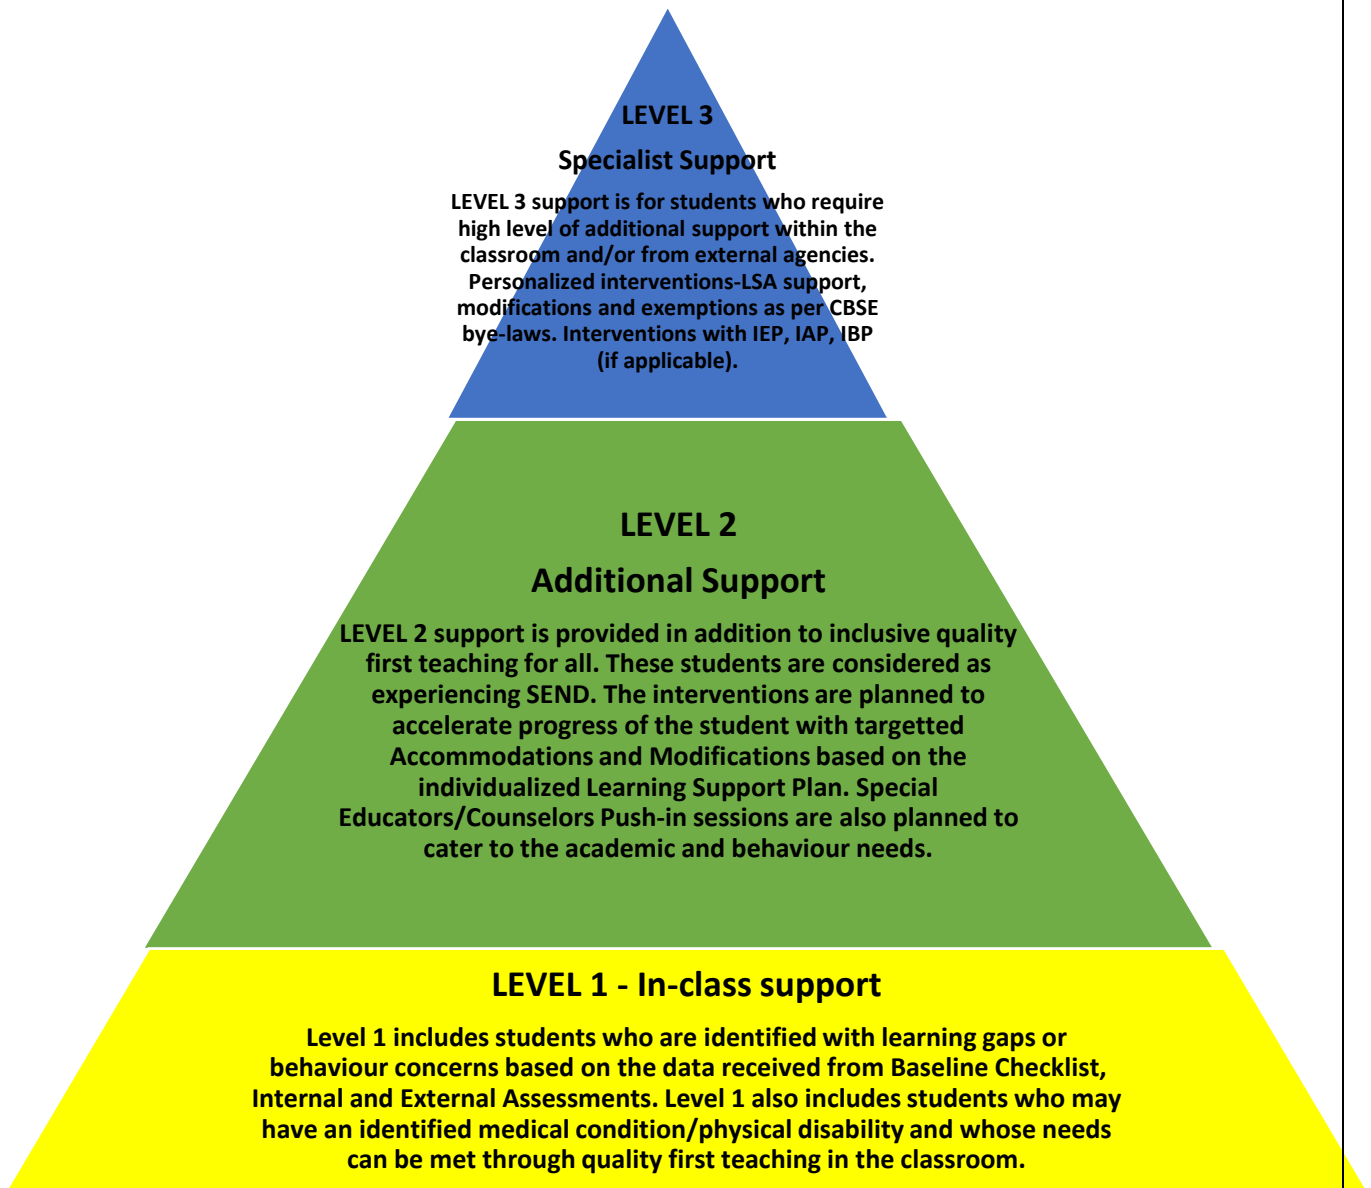 LEVEL 3
Specialist Support
LEVEL 3 support is for students who require
high level of additional support within the
classroom and/or from external agencies.
Personalized interventions-LSA support,
modifications and exemptions as per CBSE
bye-laws. Interventions with IEP, IAP, IBP
(if applicable).
LEVEL 2
Additional Support
LEVEL 2 support is provided in addition to inclusive quality
first teaching for all. These students are considered as
experiencing SEND. The interventions are planned to
accelerate progress of the student with targetted
Accommodations and Modifications based on the
individualized Learning Support Plan. Special
Educators/Counselors Push-in sessions are also planned to
cater to the academic and behaviour needs.
LEVEL 1 - In-class support
Level 1 includes students who are identified with learning gaps or
behaviour concerns based on the data received from Baseline Checklist,
Internal and External Assessments. Level 1 also includes students who may
have an identified medical condition/physical disability and whose needs
can be met through quality first teaching in the classroom.